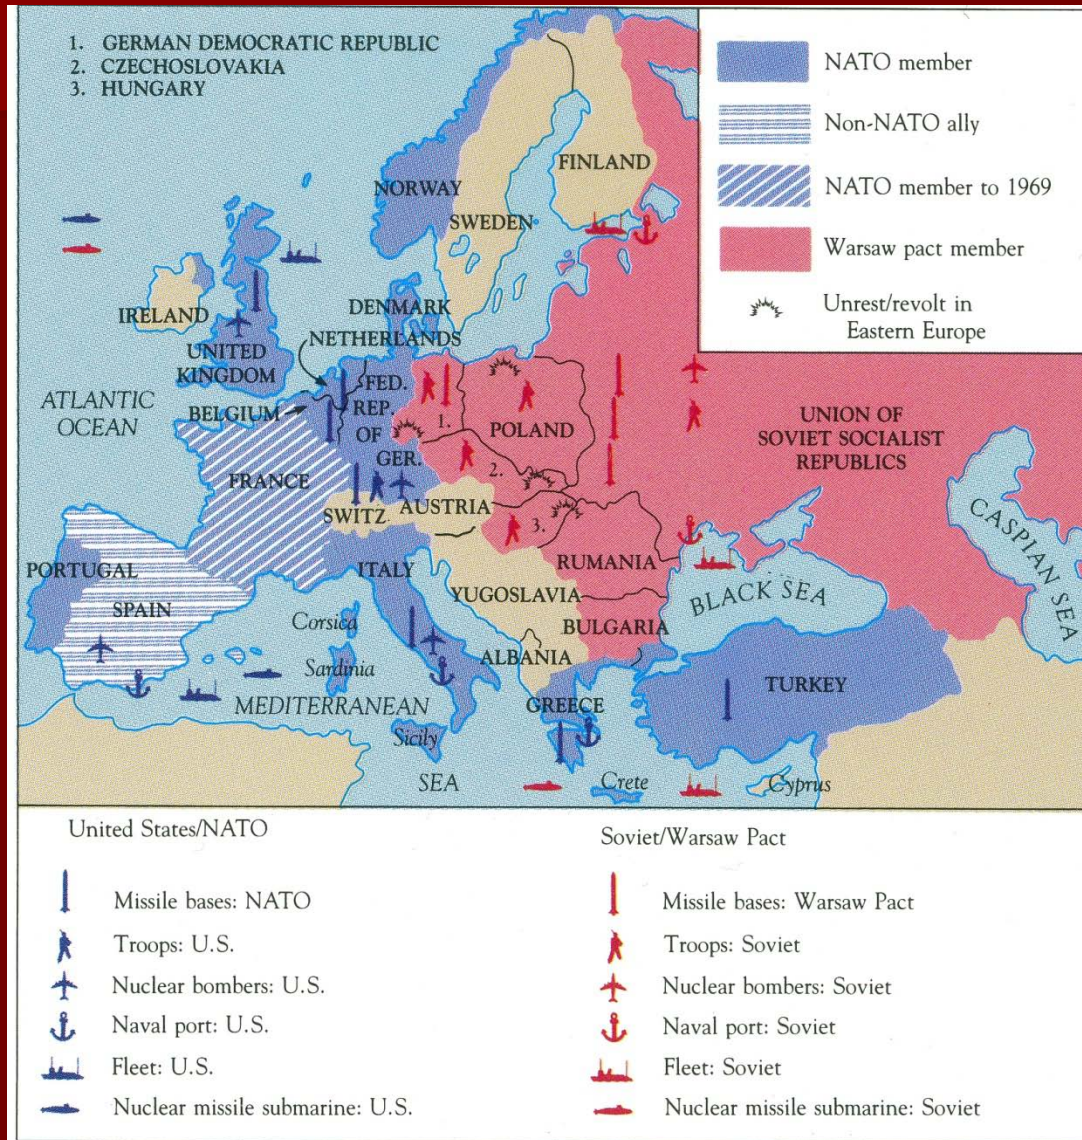 1. GERMAN DEMOCRATIC REPUBLIC
2. CZECHOSLOVAKIA
3. HUNGARY
NATO member
Non-NATO ally
NATO member to 1969
Warsaw pact member
Unrest/revolt in
Eastern Europe
FINLAND
NORWAY
SWEDEN
IRELAND
DENMARK
NETHERLANDS
UNITED
KINGDOM
ATLANTIC
OCEAN
BELGIUM
FED.
REP.
OF
GER.
1.
POLAND
UNION OF
SOVIET SOCIALIST
REPUBLICS
2.
FRANCE
SWITZ.
AUSTRIA
3.
RUMANIA
CASPIAN SEA
PORTUGAL
ITALY
SPAIN
YUGOSLAVIA
BLACK SEA
Corsica
BULGARIA
Sardinia
ALBANIA
TURKEY
MEDITERRANEAN
GREECE
Sicily
SEA
Crete
Cyprus
United States/NATO
Missile bases: NATO
Troops: U.S.
Nuclear bombers: U.S.
Naval port: U.S.
Fleet: U.S.
Nuclear missile submarine: U.S.
Soviet/Warsaw Pact
Missile bases: Warsaw Pact
Troops: Soviet
Nuclear bombers: Soviet
Naval port: Soviet
Fleet: Soviet
Nuclear missile submarine: Soviet